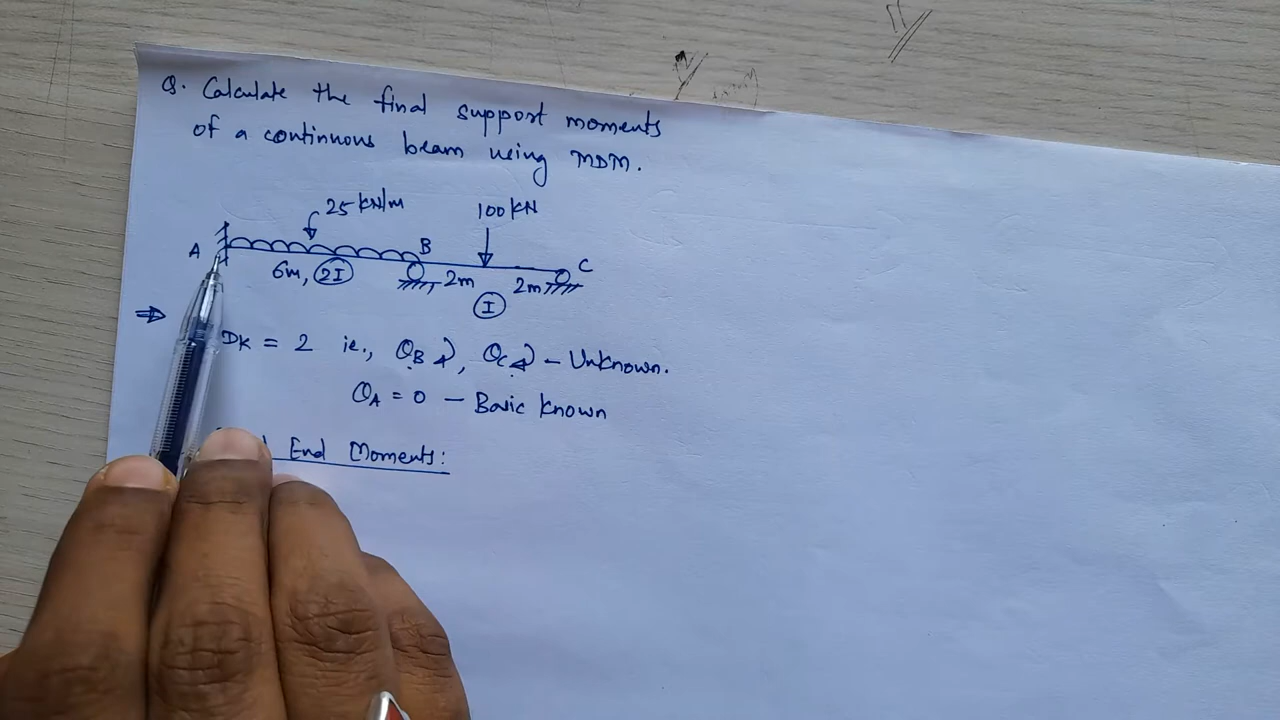 Q. Calculate the final support moments
of a continuous beam using MDM.
25 kN/m
100 kN
A
B
C
6m, 2I
2m
2m
I
⇒ DK = 2 ie., θB, θC - Unknown.
θA = 0 - Basic known
End Moments: